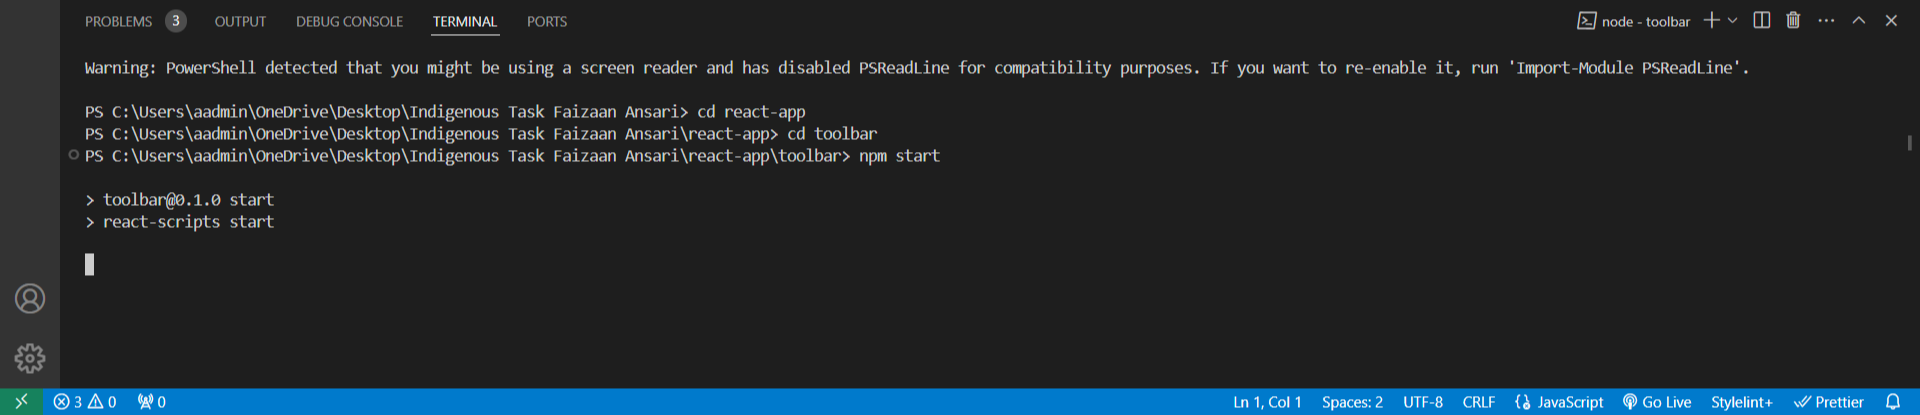 PROBLEMS 3 OUTPUT DEBUG CONSOLE TERMINAL PORTS node - toolbar
Warning: PowerShell detected that you might be using a screen reader and has disabled PSReadLine for compatibility purposes. If you want to re-enable it, run 'Import-Module PSReadLine'.
PS C:\Users\aadmin\OneDrive\Desktop\Indigenous Task Faizaan Ansari> cd react-app
PS C:\Users\aadmin\OneDrive\Desktop\Indigenous Task Faizaan Ansari\react-app> cd toolbar
PS C:\Users\aadmin\OneDrive\Desktop\Indigenous Task Faizaan Ansari\react-app\toolbar> npm start
> toolbar@0.1.0 start
> react-scripts start
3 0 0 Ln 1, Col 1 Spaces: 2 UTF-8 CRLF JavaScript Go Live Stylelint+ Prettier